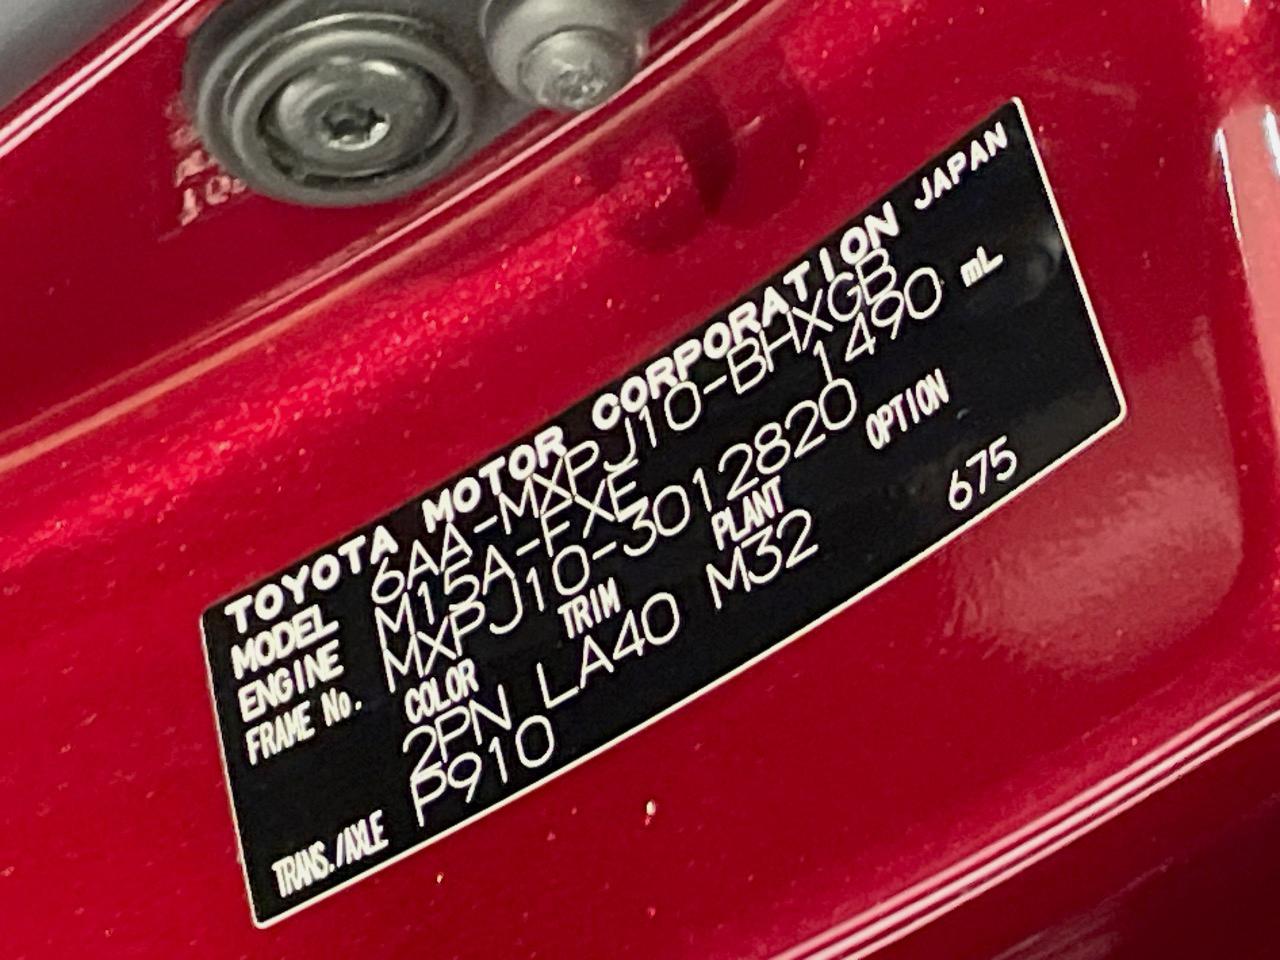 TOYOTA MOTOR CORPORATION JAPAN
MODEL 6AA-MXPJ10-BHXGB
ENGINE M15A-FXE 1490 mL
FRAME No. MXPJ10-3012820
COLOR TRIM PLANT OPTION
2PN LA40 M32 675
TRANS./AXLE P910